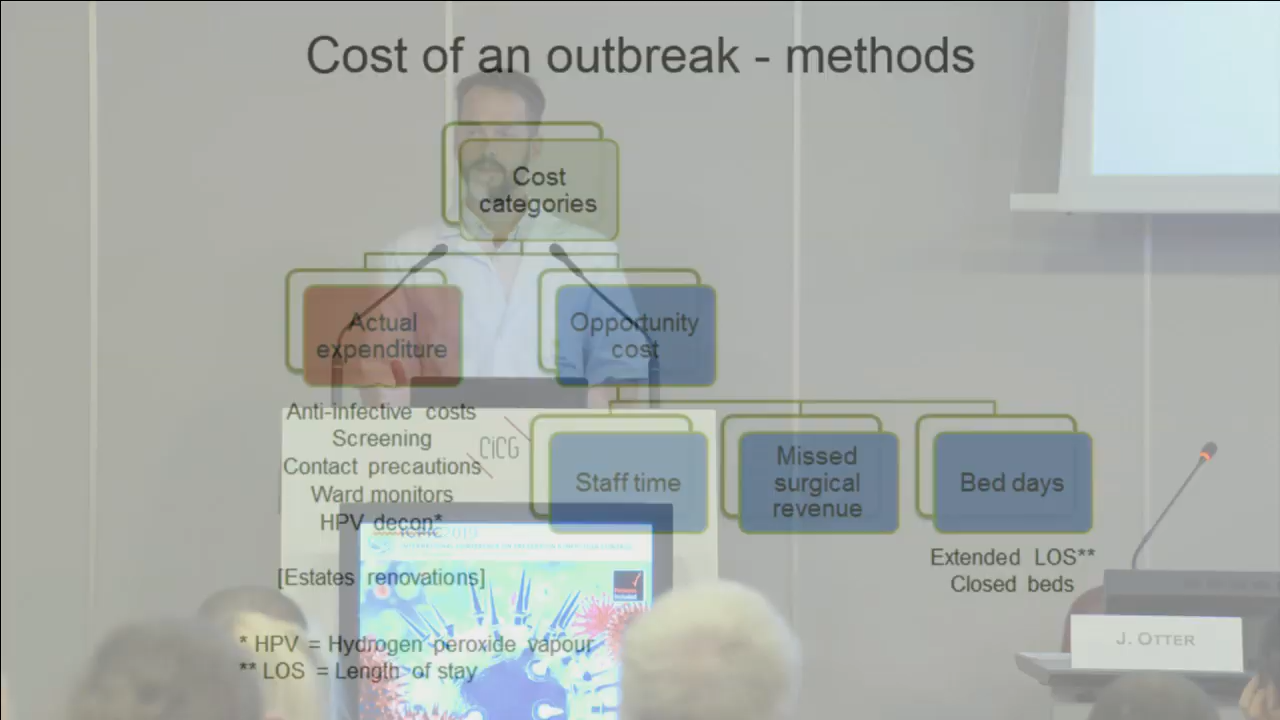 Cost of an outbreak - methods
Cost
categories
Actual
expenditure
Opportunity
cost
Anti-infective costs
Screening
Contact precautions
Ward monitors
HPV decon*
[Estates renovations]
CiCG
Staff time
Missed
surgical
revenue
Bed days
Extended LOS**
Closed beds
ICPIC2019
* HPV = Hydrogen peroxide vapour
** LOS = Length of stay
J. OTTER